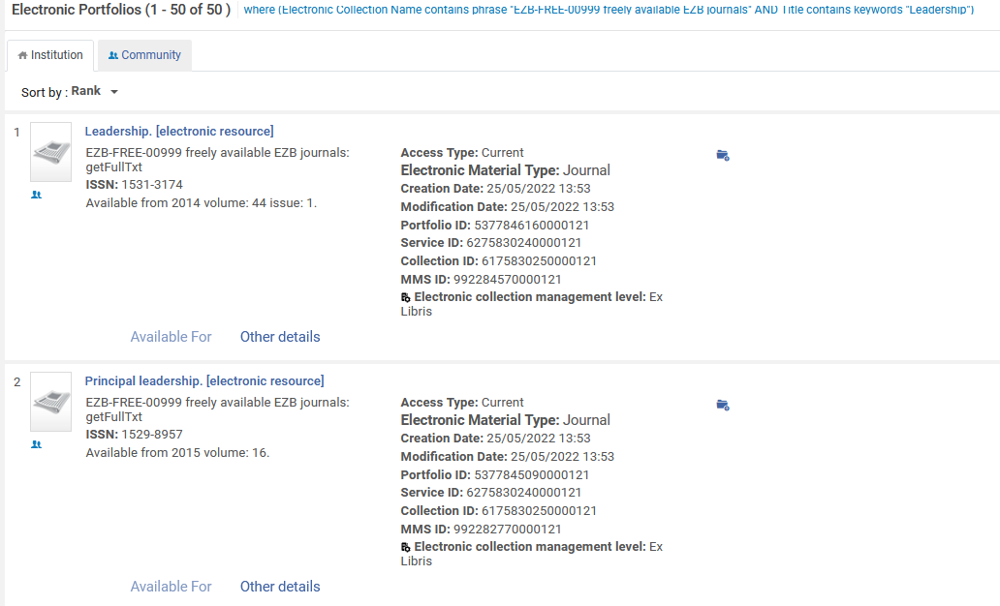 Electronic Portfolios (1 - 50 of 50 ) where (Electronic Collection Name contains phrase "EZB-FREE-00999 freely available EZB journals" AND Title contains keywords "Leadership")
Institution Community
Sort by : Rank
1
Leadership. [electronic resource]
EZB-FREE-00999 freely available EZB journals:
getFullTxt
ISSN: 1531-3174
Available from 2014 volume: 44 issue: 1.
Access Type: Current
Electronic Material Type: Journal
Creation Date: 25/05/2022 13:53
Modification Date: 25/05/2022 13:53
Portfolio ID: 5377846160000121
Service ID: 6275830240000121
Collection ID: 6175830250000121
MMS ID: 992284570000121
Electronic collection management level: Ex
Libris
Available For Other details
2
Principal leadership. [electronic resource]
EZB-FREE-00999 freely available EZB journals:
getFullTxt
ISSN: 1529-8957
Available from 2015 volume: 16.
Access Type: Current
Electronic Material Type: Journal
Creation Date: 25/05/2022 13:53
Modification Date: 25/05/2022 13:53
Portfolio ID: 5377845090000121
Service ID: 6275830240000121
Collection ID: 6175830250000121
MMS ID: 992282770000121
Electronic collection management level: Ex
Libris
Available For Other details